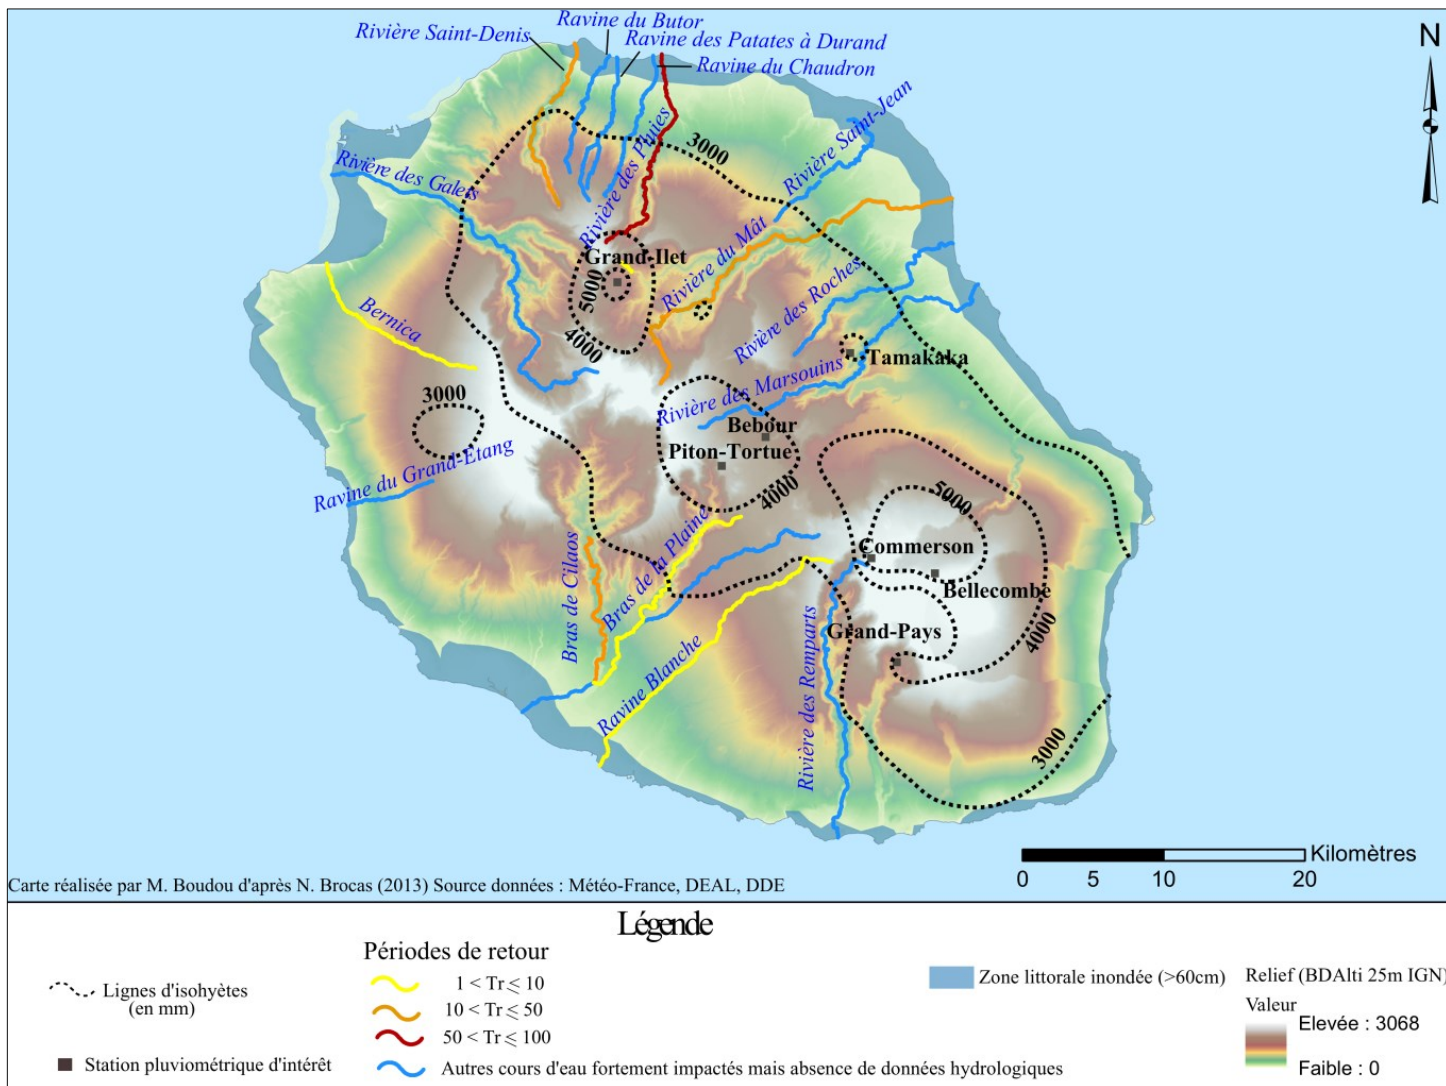 Ravine du Butor
Rivière Saint-Denis
Ravine des Patates à Durand
Ravine du Chaudron
N
Rivière Saint-Jean
3000
Rivière des Pluies
Rivière des Galets
Grand-Ilet
Rivière du Mât
5000
Rivière des Roches
Bernica
4000
Tamakaka
3000
Rivière des Marsouins
Bebour
Piton-Tortue
Ravine du Grand-Etang
4000
5000
Bras de la Plaine
Commerson
Bras de Cilaos
Bellecombe
Grand-Pays
4000
Ravine Blanche
Rivière des Remparts
3000
Kilomètres
0 5 10 20
Carte réalisée par M. Boudou d'après N. Brocas (2013) Source données : Météo-France, DEAL, DDE
Légende
Périodes de retour
Lignes d'isohyètes
(en mm)
1 < Tr ≤ 10
10 < Tr ≤ 50
50 < Tr ≤ 100
Station pluviométrique d'intérêt
Autres cours d'eau fortement impactés mais absence de données hydrologiques
Zone littorale inondée (>60cm)
Relief (BDAlti 25m IGN)
Valeur
Elevée : 3068
Faible : 0